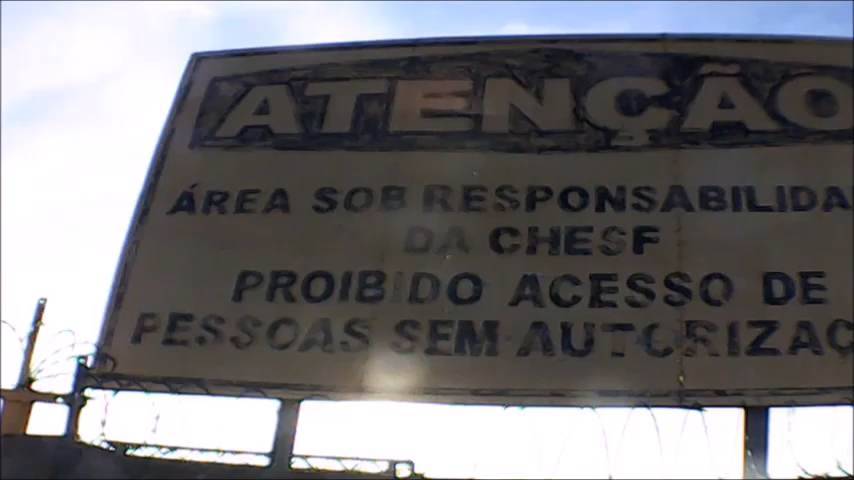 ATENÇÃO
ÁREA SOB RESPONSABILIDA
DA CHESF
PROIBIDO ACESSO DE
PESSOAS SEM AUTORIZAÇ